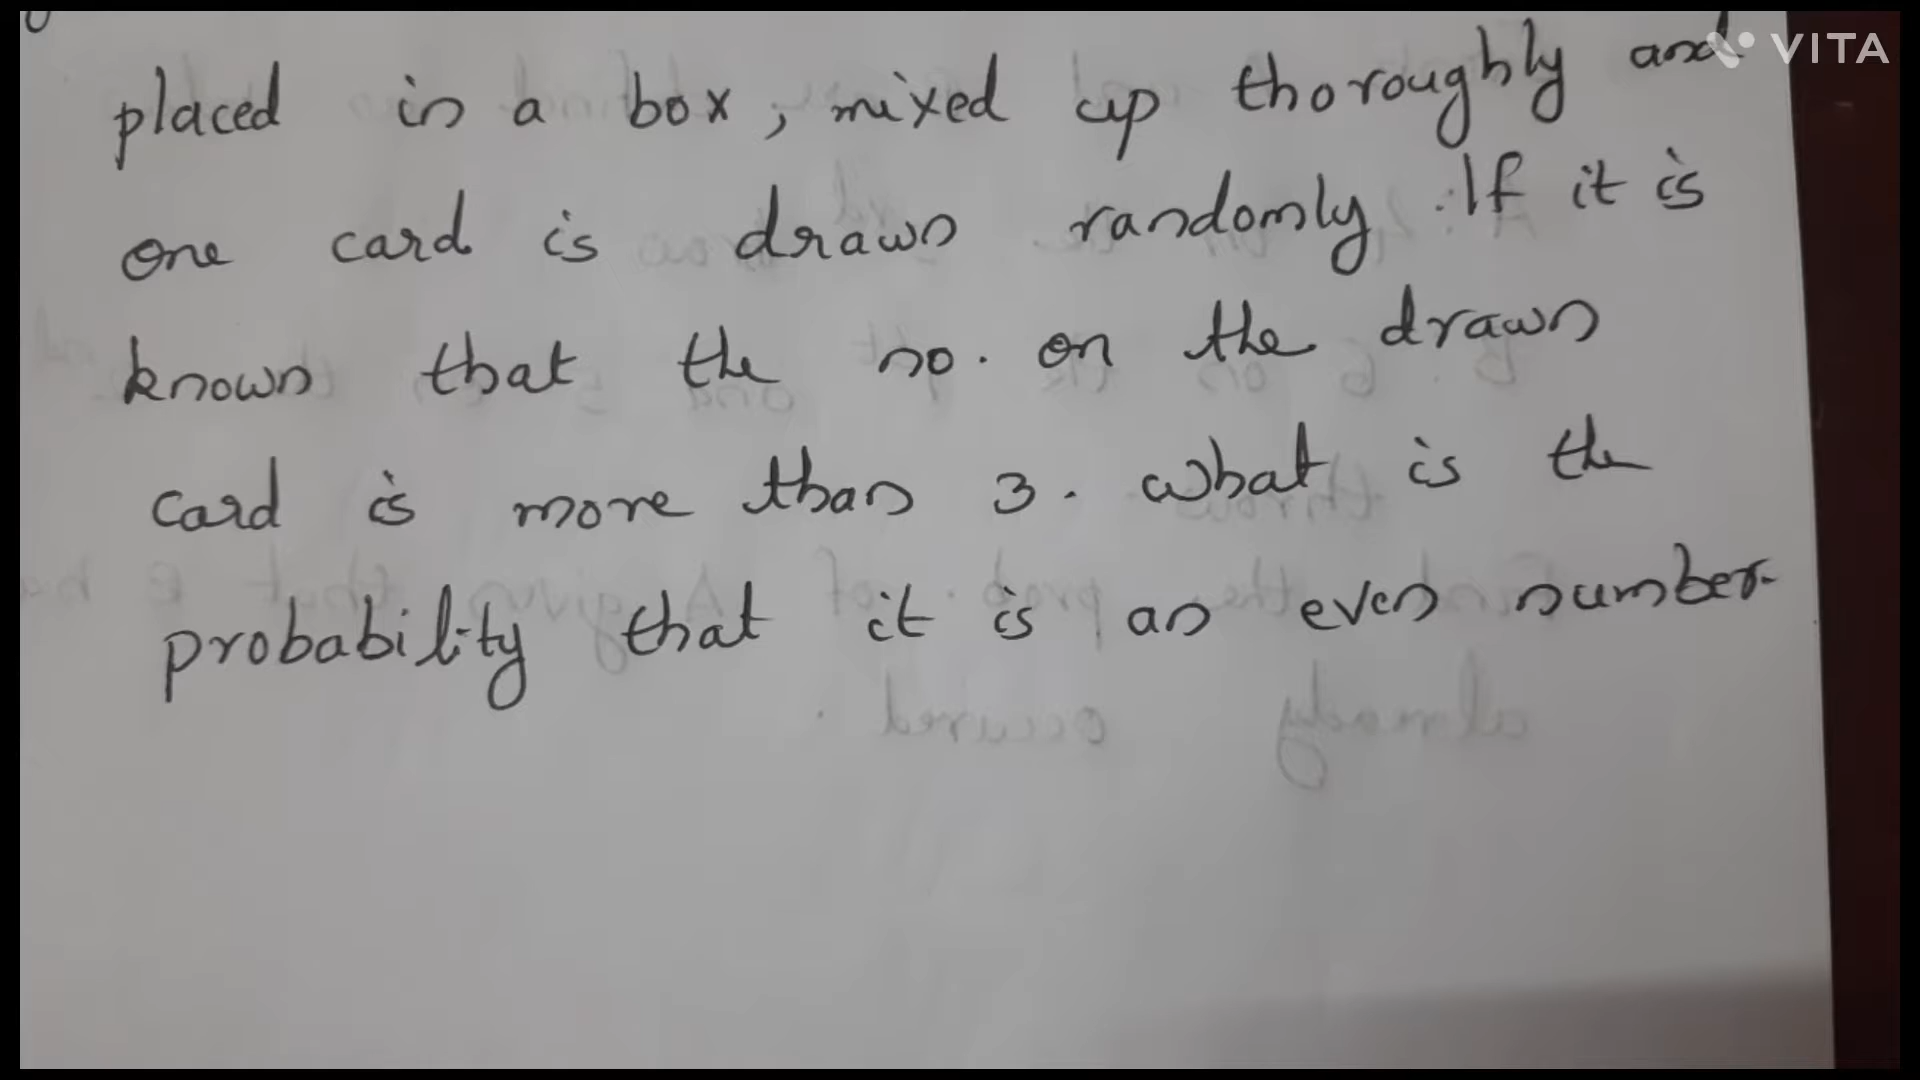 VITA
placed in a box, mixed up thoroughly and
one card is drawn randomly. If it is
known that the no. on the drawn
card is more than 3. What is the
probability that it is an even number.